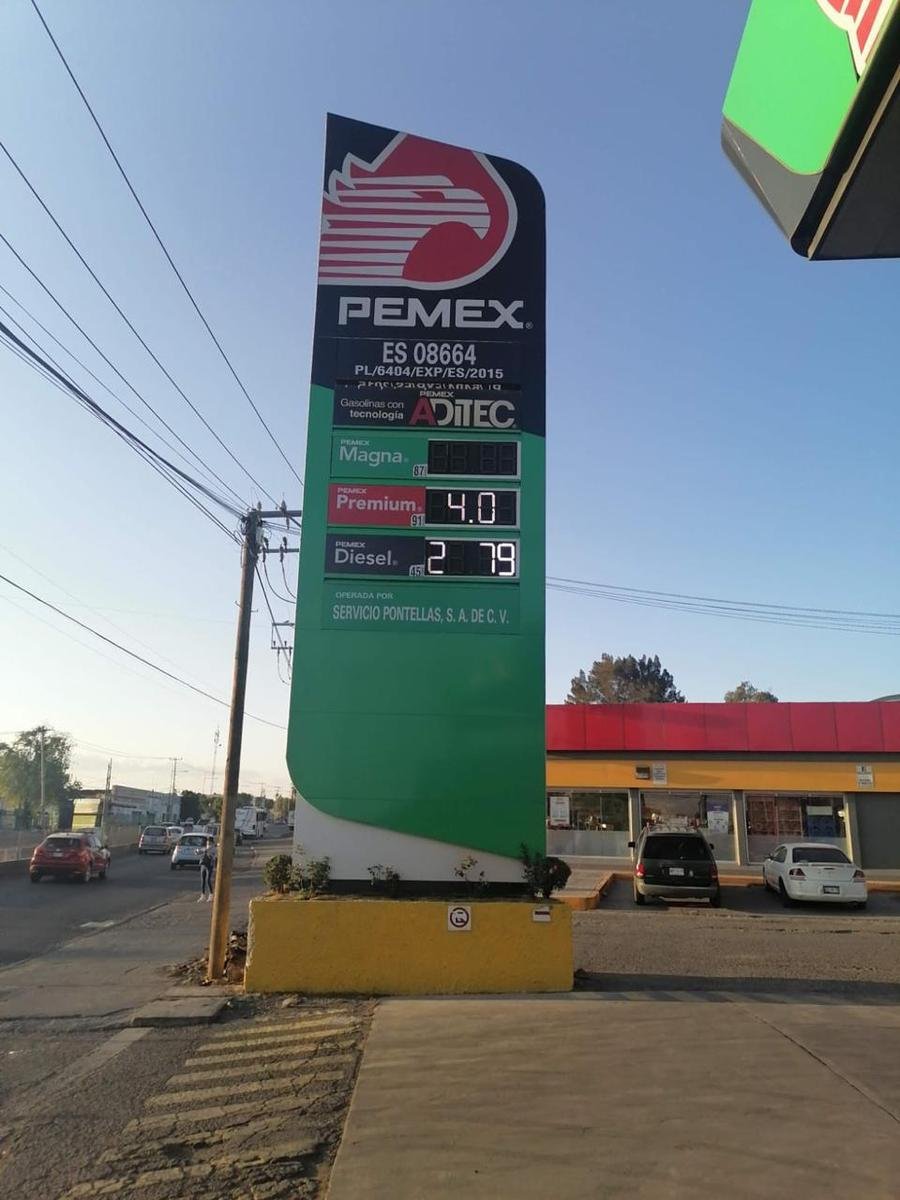 PEMEX®
ES 08664
PL/6404/EXP/ES/2015
Gasolinas con
tecnología
PEMEX
ADITEC
PEMEX
Magna®
87
PEMEX
Premium®
91
4.0
PEMEX
Diesel®
45
2 79
OPERADA POR
SERVICIO PONTELLAS, S. A. DE C. V.